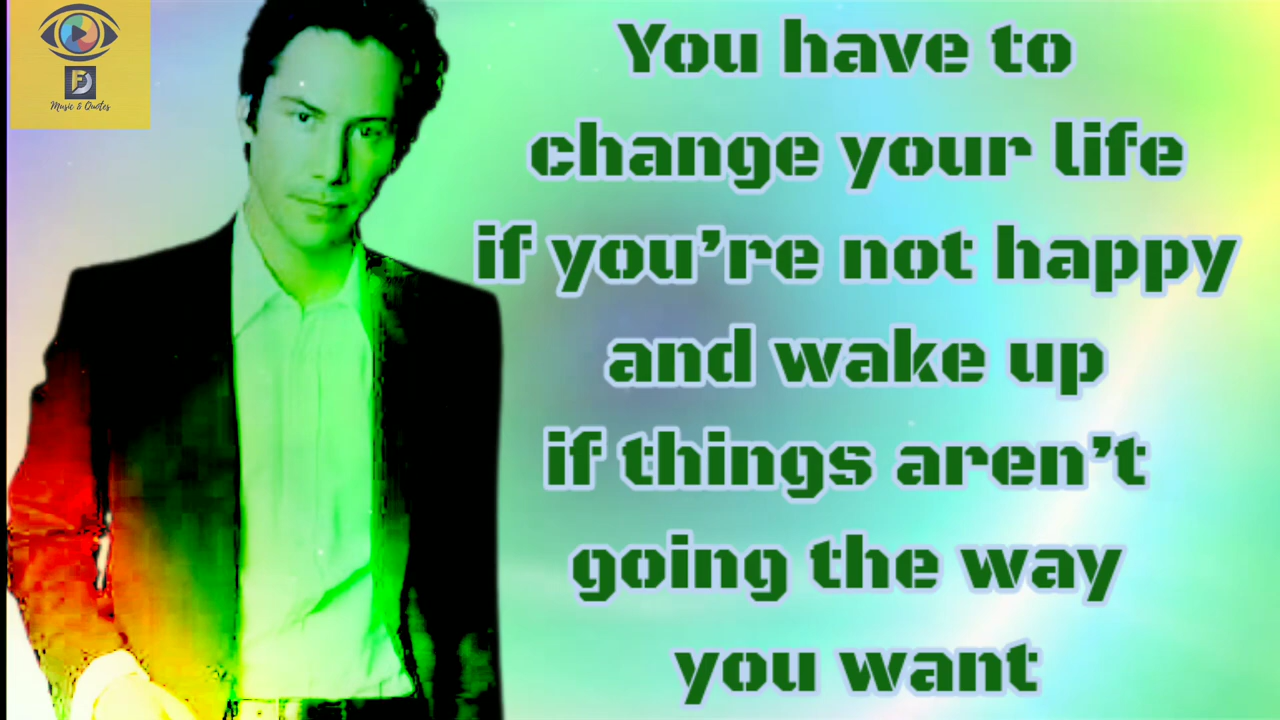 Music & Quotes
You have to
change your life
if you’re not happy
and wake up
if things aren’t
going the way
you want